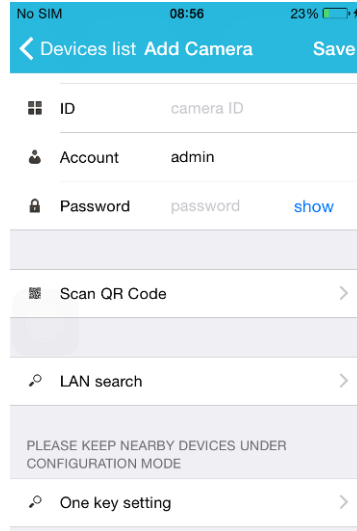 No SIM 08:56 23%
Devices list Add Camera Save
ID camera ID
Account admin
Password password show
Scan QR Code
LAN search
PLEASE KEEP NEARBY DEVICES UNDER
CONFIGURATION MODE
One key setting